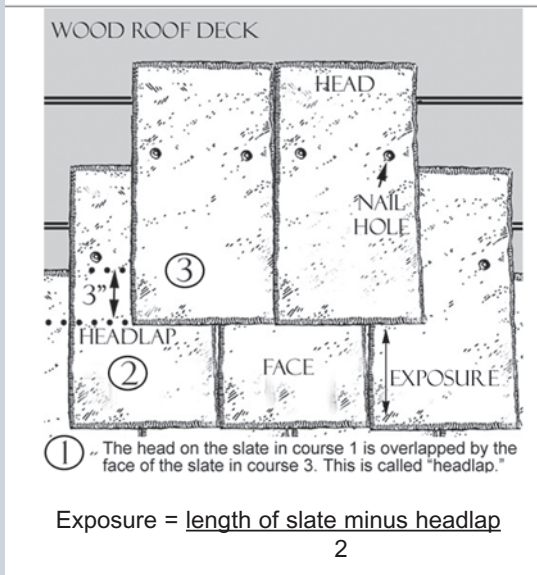 WOOD ROOF DECK
HEAD
NAIL
HOLE
3
3"
HEADLAP
2
FACE
EXPOSURE
1 „ The head on the slate in course 1 is overlapped by the
face of the slate in course 3. This is called “headlap.”
Exposure = length of slate minus headlap
2